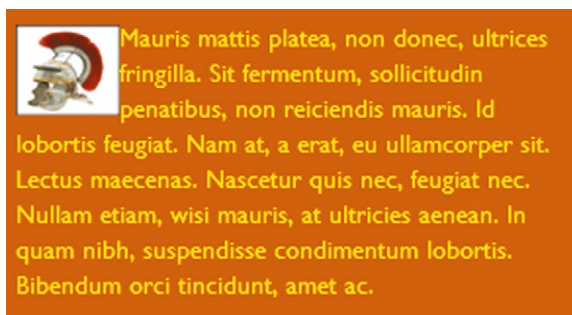 Mauris mattis platea, non donec, ultrices
fringilla. Sit fermentum, sollicitudin
penatibus, non reiciendis mauris. Id
lobortis feugiat. Nam at, a erat, eu ullamcorper sit.
Lectus maecenas. Nascetur quis nec, feugiat nec.
Nullam etiam, wisi mauris, at ultricies aenean. In
quam nibh, suspendisse condimentum lobortis.
Bibendum orci tincidunt, amet ac.